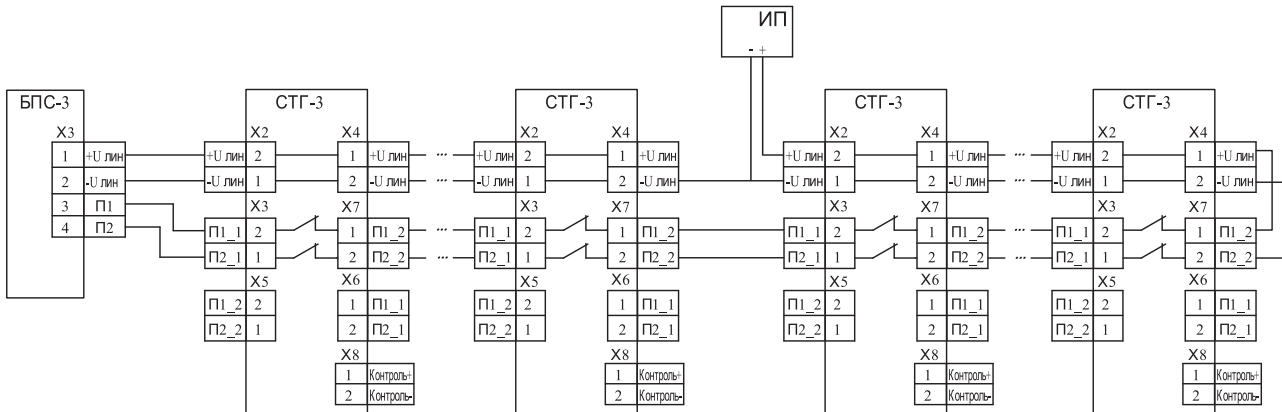 ИП
- +
БПС-3 СТГ-3 СТГ-3 СТГ-3 СТГ-3
X3 X2 X4 X2 X4 X2 X4 X2 X4
1 +U лин +U лин 2 1 +U лин ... +U лин 2 1 +U лин +U лин 2 1 +U лин ... +U лин 2 1 +U лин
2 -U лин -U лин 1 2 -U лин ... -U лин 1 2 -U лин -U лин 1 2 -U лин ... -U лин 1 2 -U лин
3 П1 X3 X7 X3 X7 X3 X7 X3 X7
4 П2 П1_1 2 1 П1_2 ... П1_1 2 1 П1_2 П1_1 2 1 П1_2 ... П1_1 2 1 П1_2
П2_1 1 2 П2_2 ... П2_1 1 2 П2_2 П2_1 1 2 П2_2 ... П2_1 1 2 П2_2
X5 X6 X5 X6 X5 X6 X5 X6
П1_2 2 1 П1_1 П1_2 2 1 П1_1 П1_2 2 1 П1_1 П1_2 2 1 П1_1
П2_2 1 2 П2_1 П2_2 1 2 П2_1 П2_2 1 2 П2_1 П2_2 1 2 П2_1
X8 X8 X8 X8
1 Контроль+ 1 Контроль+ 1 Контроль+ 1 Контроль+
2 Контроль- 2 Контроль- 2 Контроль- 2 Контроль-